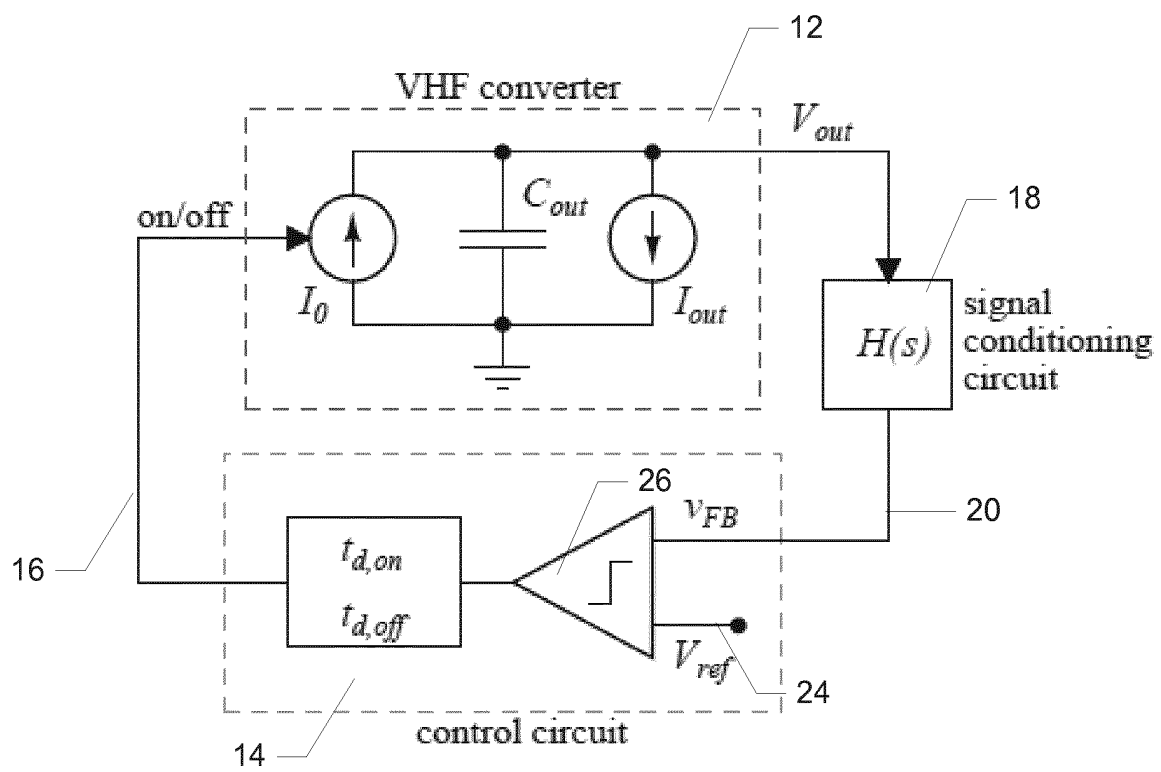 12
VHF converter
V_out
on/off
C_out
18
I_0
I_out
H(s)
signal
conditioning
circuit
26
v_FB
20
16
t_d,on
t_d,off
V_ref
24
control circuit
14